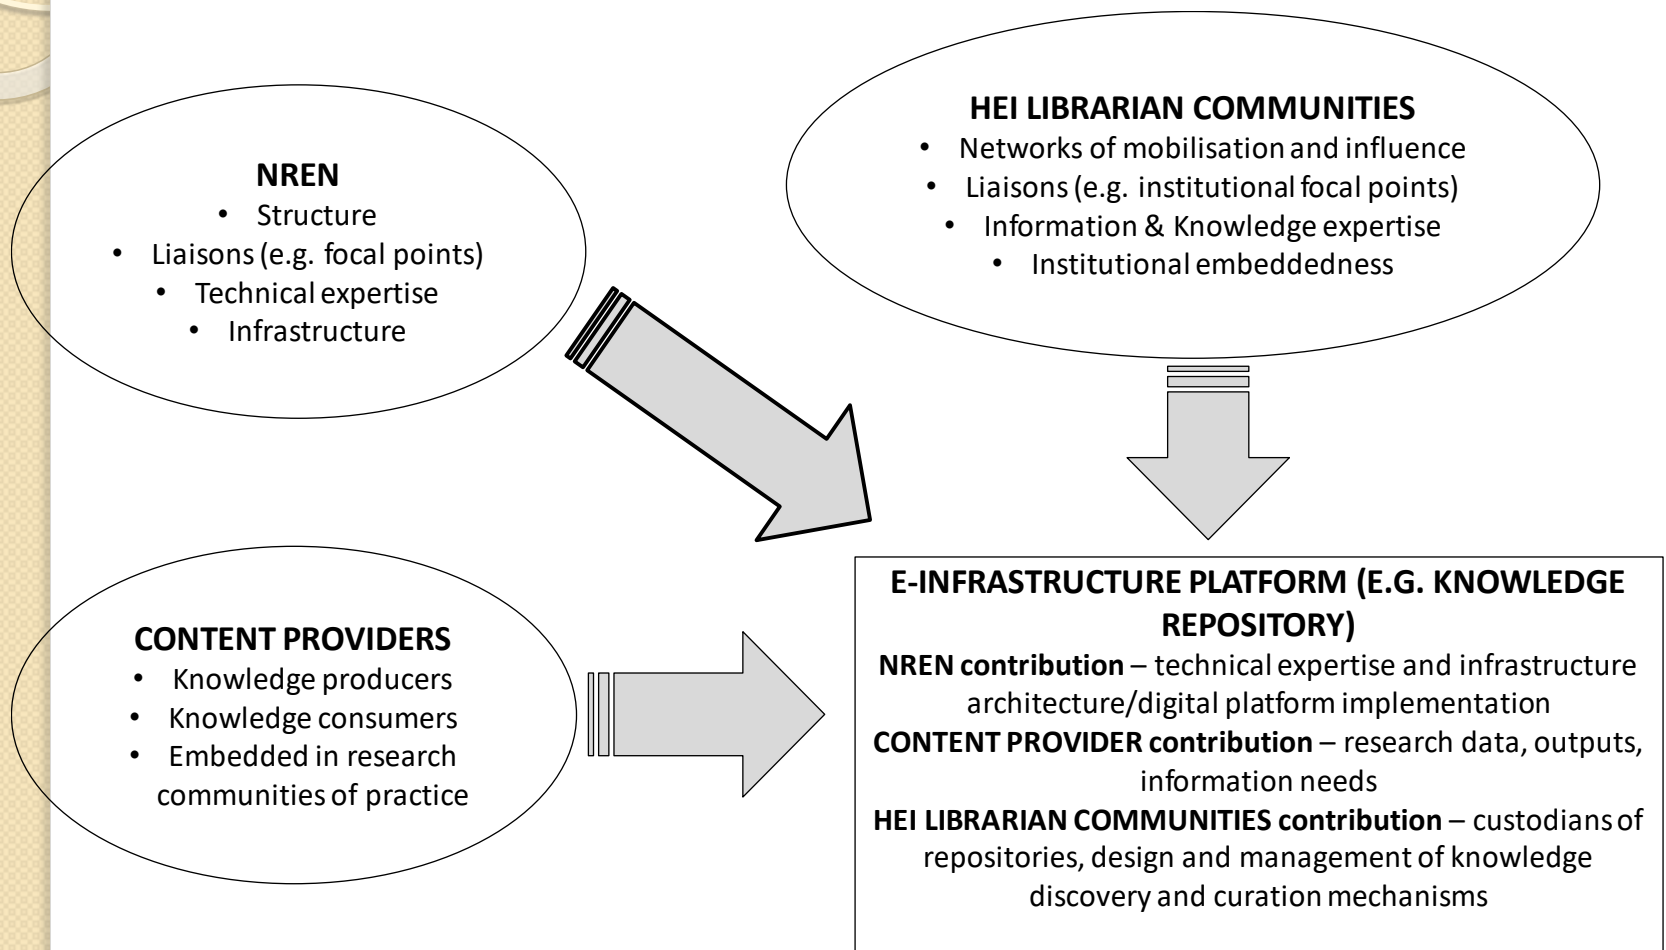 NREN
• Structure
• Liaisons (e.g. focal points)
• Technical expertise
• Infrastructure
HEI LIBRARIAN COMMUNITIES
• Networks of mobilisation and influence
• Liaisons (e.g. institutional focal points)
• Information & Knowledge expertise
• Institutional embeddedness
CONTENT PROVIDERS
• Knowledge producers
• Knowledge consumers
• Embedded in research
communities of practice
E-INFRASTRUCTURE PLATFORM (E.G. KNOWLEDGE
REPOSITORY)
NREN contribution – technical expertise and infrastructure
architecture/digital platform implementation
CONTENT PROVIDER contribution – research data, outputs,
information needs
HEI LIBRARIAN COMMUNITIES contribution – custodians of
repositories, design and management of knowledge
discovery and curation mechanisms